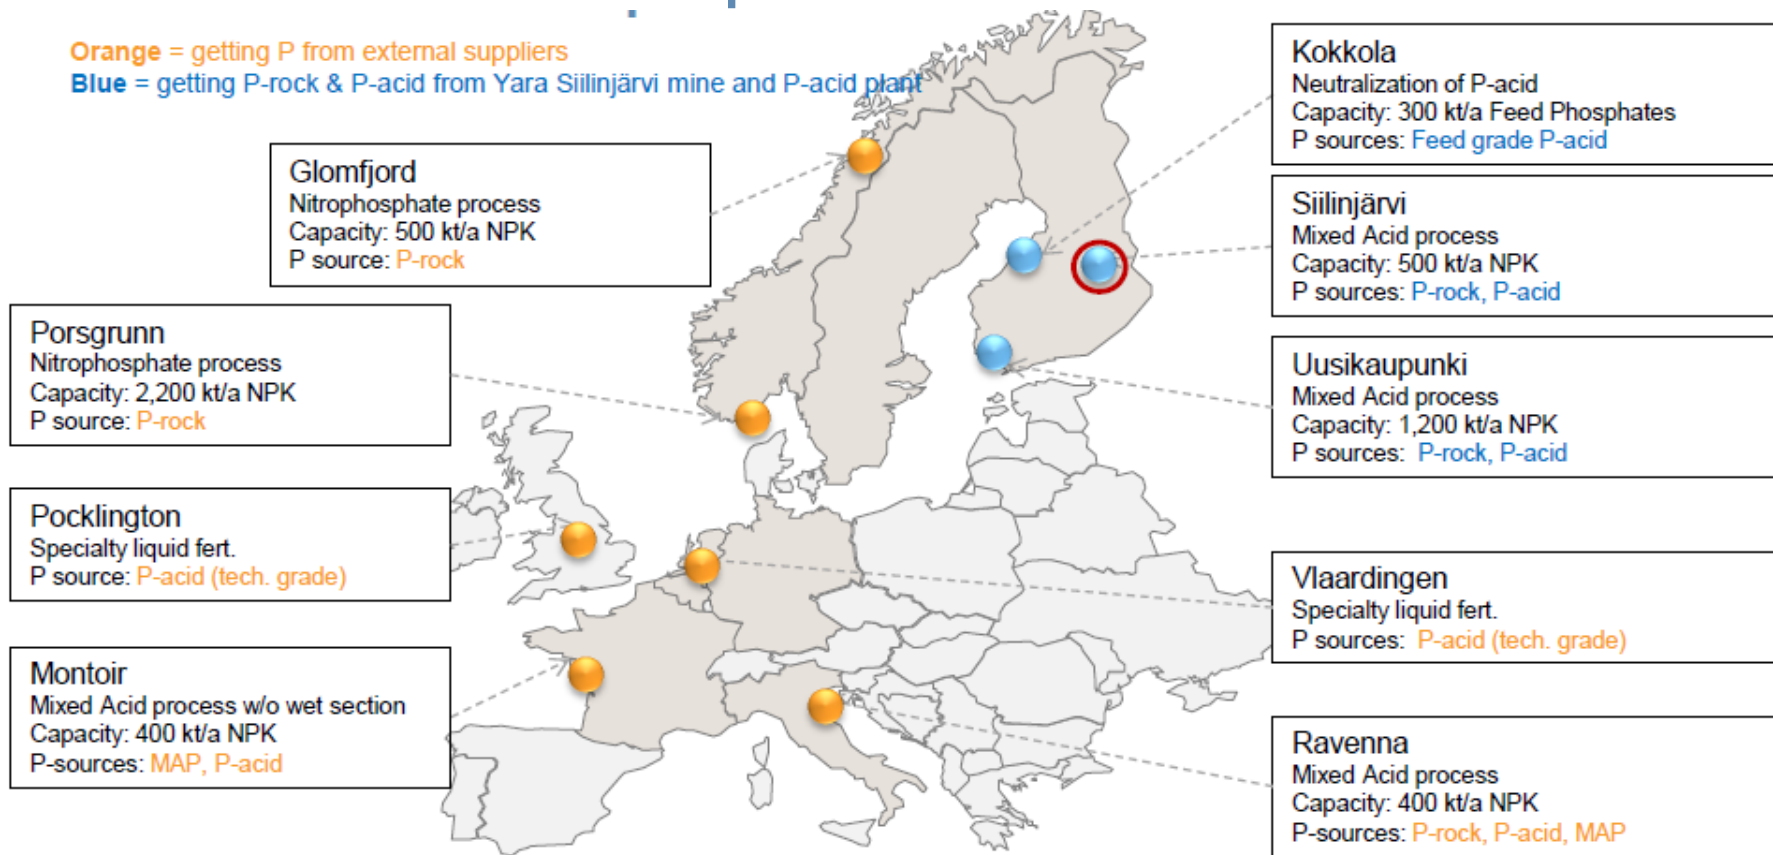 Orange = getting P from external suppliers
Blue = getting P-rock & P-acid from Yara Siilinjärvi mine and P-acid plant
Glomfjord
Nitrophosphate process
Capacity: 500 kt/a NPK
P source: P-rock
Porsgrunn
Nitrophosphate process
Capacity: 2,200 kt/a NPK
P source: P-rock
Pocklington
Specialty liquid fert.
P source: P-acid (tech. grade)
Montoir
Mixed Acid process w/o wet section
Capacity: 400 kt/a NPK
P-sources: MAP, P-acid
Kokkola
Neutralization of P-acid
Capacity: 300 kt/a Feed Phosphates
P sources: Feed grade P-acid
Siilinjärvi
Mixed Acid process
Capacity: 500 kt/a NPK
P sources: P-rock, P-acid
Uusikaupunki
Mixed Acid process
Capacity: 1,200 kt/a NPK
P sources: P-rock, P-acid
Vlaardingen
Specialty liquid fert.
P sources: P-acid (tech. grade)
Ravenna
Mixed Acid process
Capacity: 400 kt/a NPK
P-sources: P-rock, P-acid, MAP